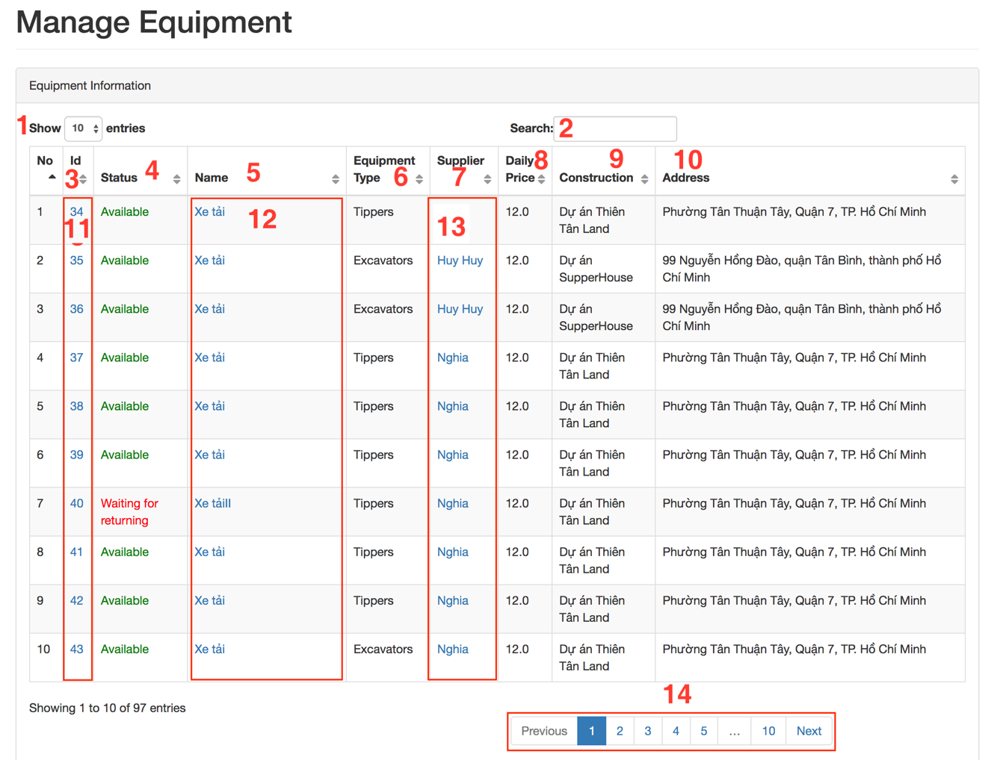 Manage Equipment
Equipment Information
1 Show 10 entries
Search: 2
No Id 3 Status 4 Name 5 Equipment Type 6 Supplier 7 Daily Price 8 Construction 9 Address 10
11 12 13
1 34 Available Xe tải Tippers 12.0 Dự án Thiên Tân Land Phường Tân Thuận Tây, Quận 7, TP. Hồ Chí Minh
2 35 Available Xe tải Excavators Huy Huy 12.0 Dự án SupperHouse 99 Nguyễn Hồng Đào, quận Tân Bình, thành phố Hồ Chí Minh
3 36 Available Xe tải Excavators Huy Huy 12.0 Dự án SupperHouse 99 Nguyễn Hồng Đào, quận Tân Bình, thành phố Hồ Chí Minh
4 37 Available Xe tải Tippers Nghia 12.0 Dự án Thiên Tân Land Phường Tân Thuận Tây, Quận 7, TP. Hồ Chí Minh
5 38 Available Xe tải Tippers Nghia 12.0 Dự án Thiên Tân Land Phường Tân Thuận Tây, Quận 7, TP. Hồ Chí Minh
6 39 Available Xe tải Tippers Nghia 12.0 Dự án Thiên Tân Land Phường Tân Thuận Tây, Quận 7, TP. Hồ Chí Minh
7 40 Waiting for returning Xe tảiII Tippers Nghia 12.0 Dự án Thiên Tân Land Phường Tân Thuận Tây, Quận 7, TP. Hồ Chí Minh
8 41 Available Xe tải Tippers Nghia 12.0 Dự án Thiên Tân Land Phường Tân Thuận Tây, Quận 7, TP. Hồ Chí Minh
9 42 Available Xe tải Tippers Nghia 12.0 Dự án Thiên Tân Land Phường Tân Thuận Tây, Quận 7, TP. Hồ Chí Minh
10 43 Available Xe tải Excavators Nghia 12.0 Dự án Thiên Tân Land Phường Tân Thuận Tây, Quận 7, TP. Hồ Chí Minh
14
Showing 1 to 10 of 97 entries
Previous 1 2 3 4 5 … 10 Next